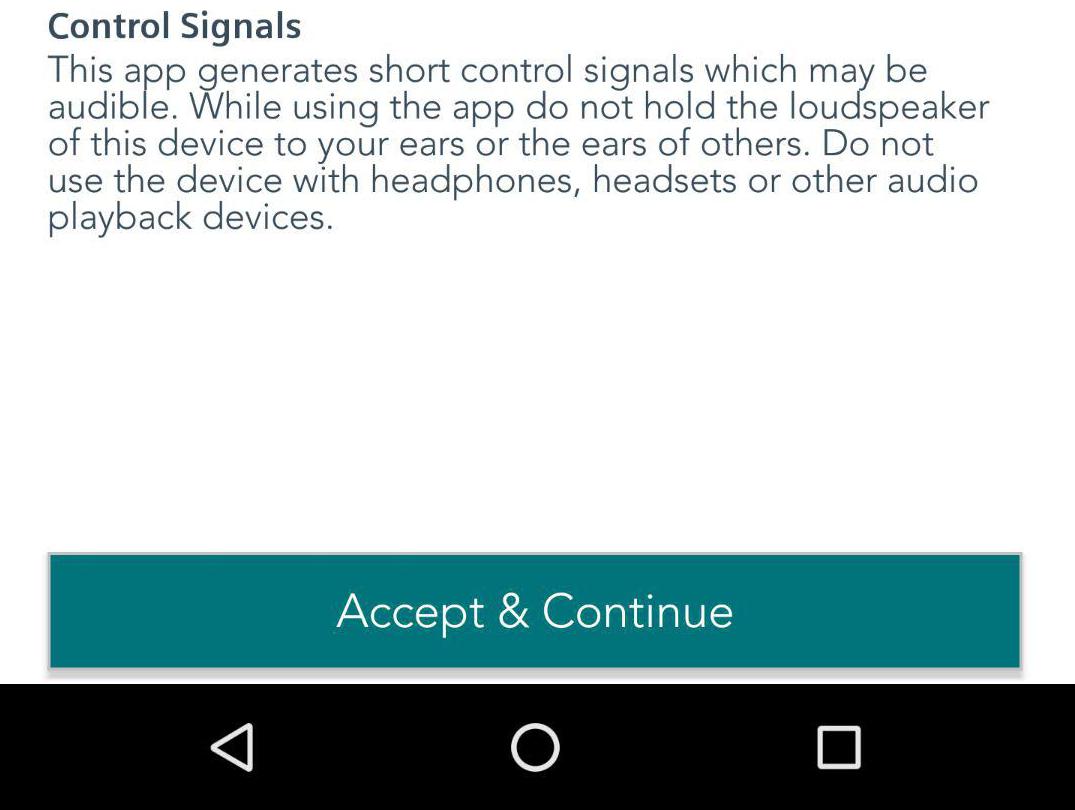 Control Signals
This app generates short control signals which may be
audible. While using the app do not hold the loudspeaker
of this device to your ears or the ears of others. Do not
use the device with headphones, headsets or other audio
playback devices.
Accept & Continue